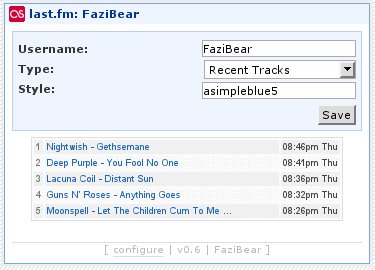 last.fm: FaziBear
Username: FaziBear
Type: Recent Tracks
Style: asimpleblue5
Save
1 Nightwish - Gethsemane 08:46pm Thu
2 Deep Purple - You Fool No One 08:41pm Thu
3 Lacuna Coil - Distant Sun 08:36pm Thu
4 Guns N' Roses - Anything Goes 08:32pm Thu
5 Moonspell - Let The Children Cum To Me ... 08:26pm Thu
[ configure | v0.6 | FaziBear ]